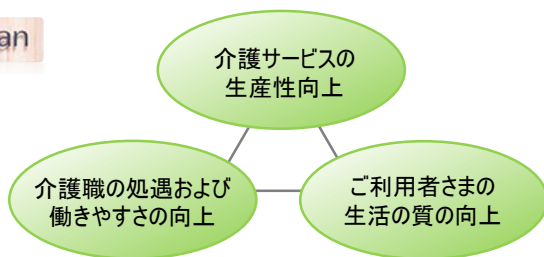 an
介護サービスの
生産性向上
介護職の処遇および
働きやすさの向上
ご利用者さまの
生活の質の向上